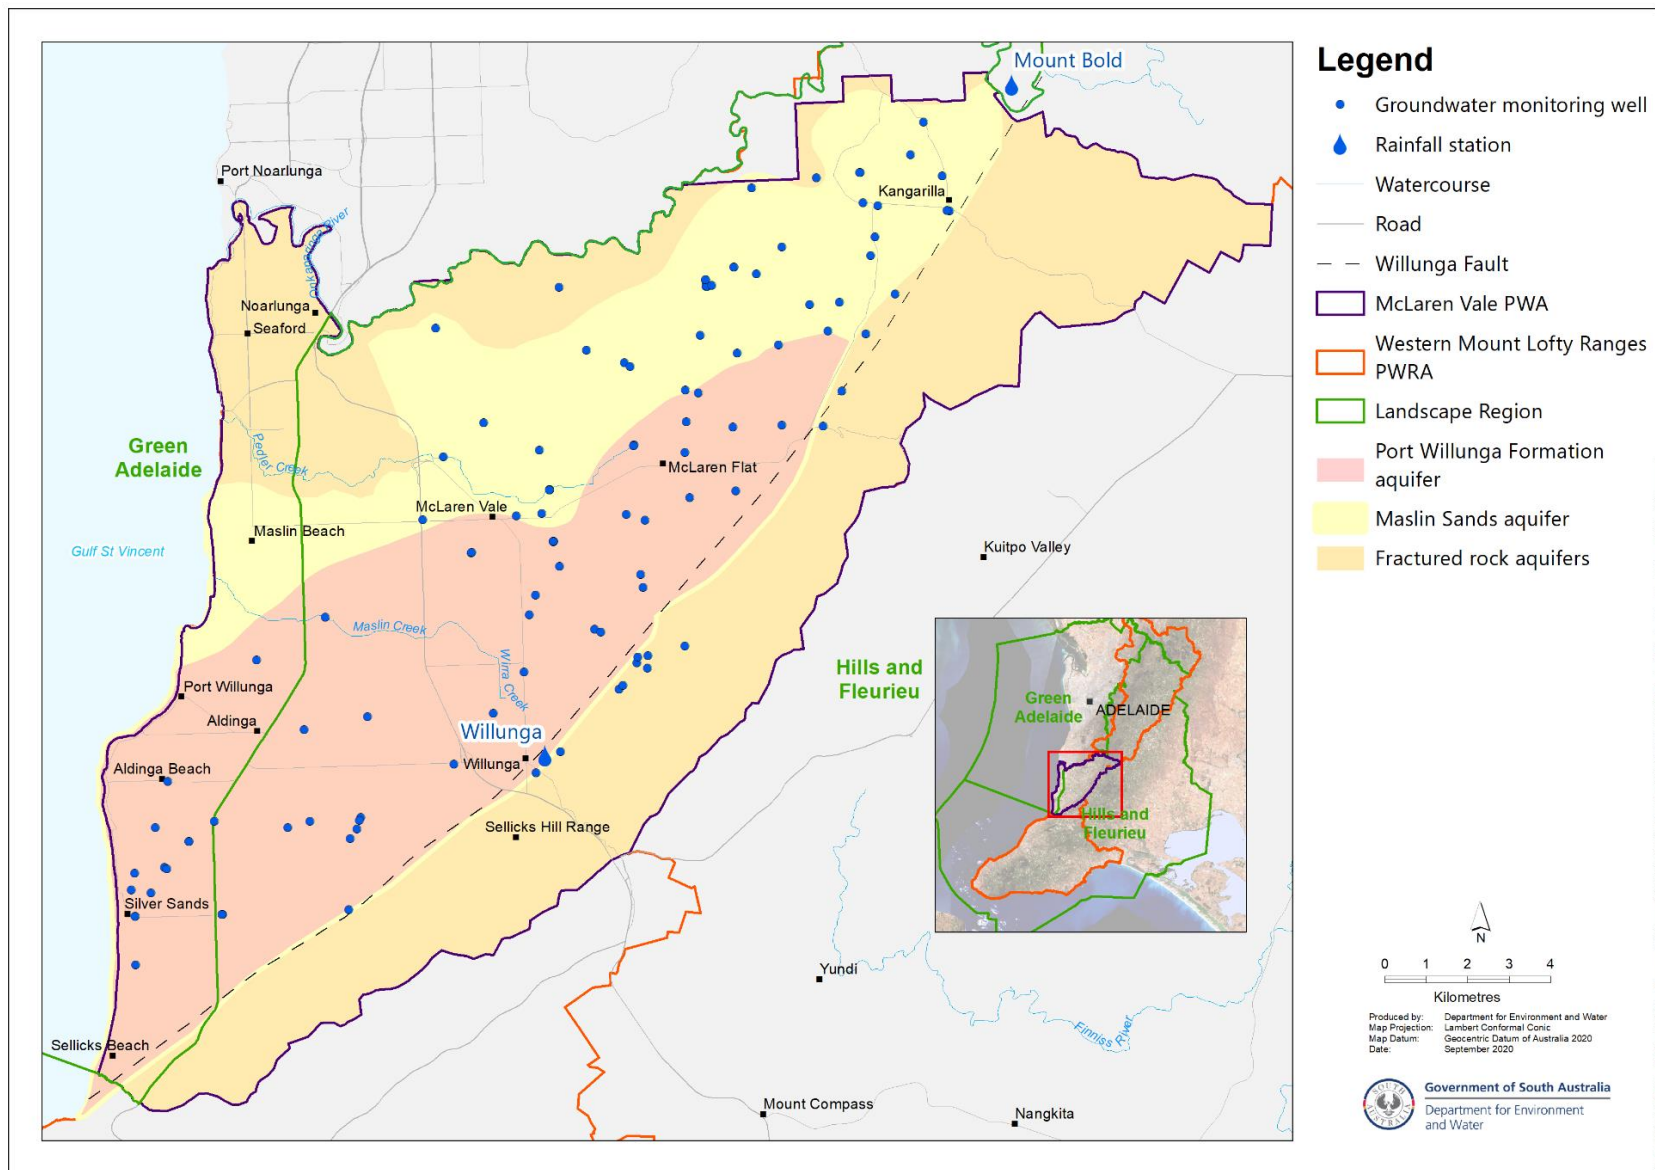 Mount Bold
Port Noarlunga
Onkaparinga River
Kangarilla
Noarlunga
Seaford
Green
Adelaide
Pedler Creek
McLaren Flat
McLaren Vale
Maslin Beach
Gulf St Vincent
Kuitpo Valley
Maslin Creek
Wirra Creek
Hills and
Fleurieu
Port Willunga
Aldinga
Willunga
Willunga
Aldinga Beach
Sellicks Hill Range
Silver Sands
Yundi
Finniss River
Sellicks Beach
Mount Compass
Nangkita
Green
Adelaide
ADELAIDE
Hills and
Fleurieu
Legend
Groundwater monitoring well
Rainfall station
Watercourse
Road
Willunga Fault
McLaren Vale PWA
Western Mount Lofty Ranges
PWRA
Landscape Region
Port Willunga Formation
aquifer
Maslin Sands aquifer
Fractured rock aquifers
N
0 1 2 3 4
Kilometres
Produced by: Department for Environment and Water
Map Projection: Lambert Conformal Conic
Map Datum: Geocentric Datum of Australia 2020
Date: September 2020
SOUTH AUSTRALIA
Government of South Australia
Department for Environment
and Water